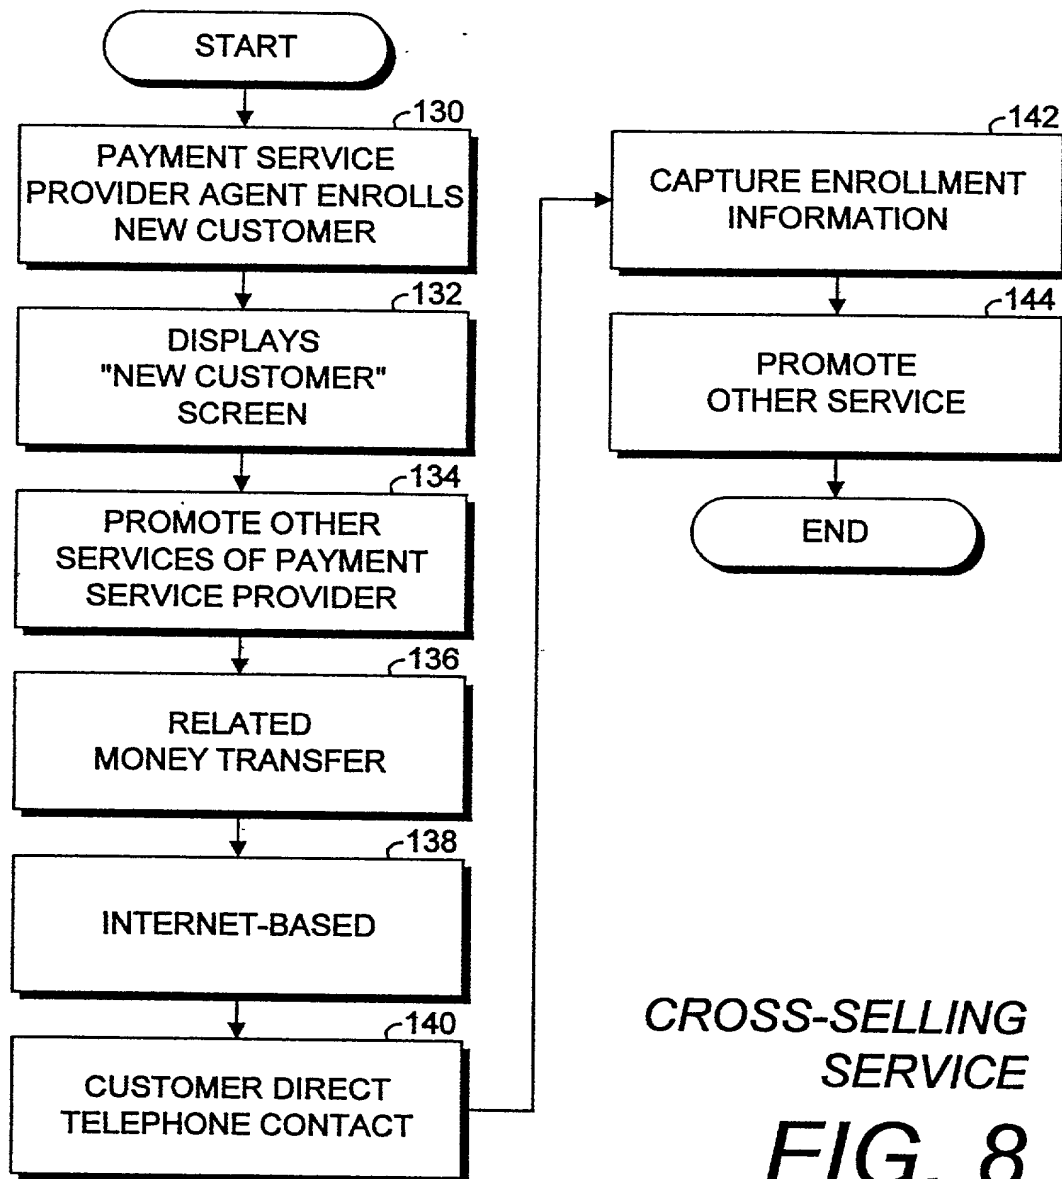 START
130
PAYMENT SERVICE
PROVIDER AGENT ENROLLS
NEW CUSTOMER
132
DISPLAYS
"NEW CUSTOMER"
SCREEN
134
PROMOTE OTHER
SERVICES OF PAYMENT
SERVICE PROVIDER
136
RELATED
MONEY TRANSFER
138
INTERNET-BASED
140
CUSTOMER DIRECT
TELEPHONE CONTACT
142
CAPTURE ENROLLMENT
INFORMATION
144
PROMOTE
OTHER SERVICE
END
CROSS-SELLING
SERVICE
FIG. 8